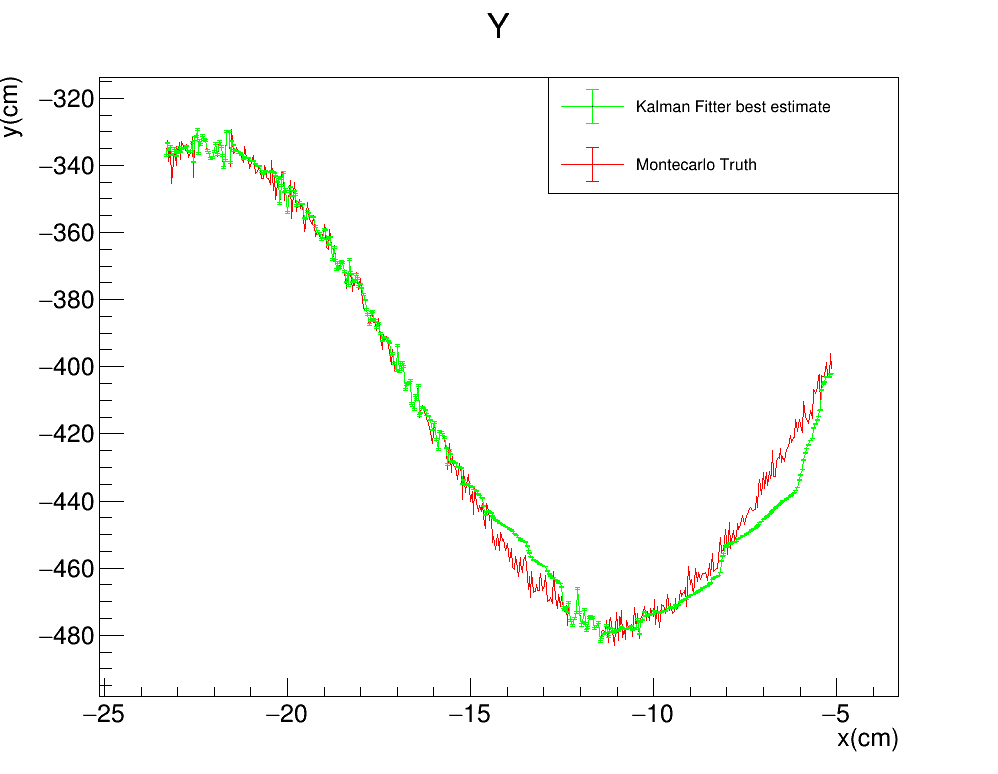 Y
y(cm)
Kalman Fitter best estimate
Montecarlo Truth
−320
−340
−360
−380
−400
−420
−440
−460
−480
−25 −20 −15 −10 −5
x(cm)